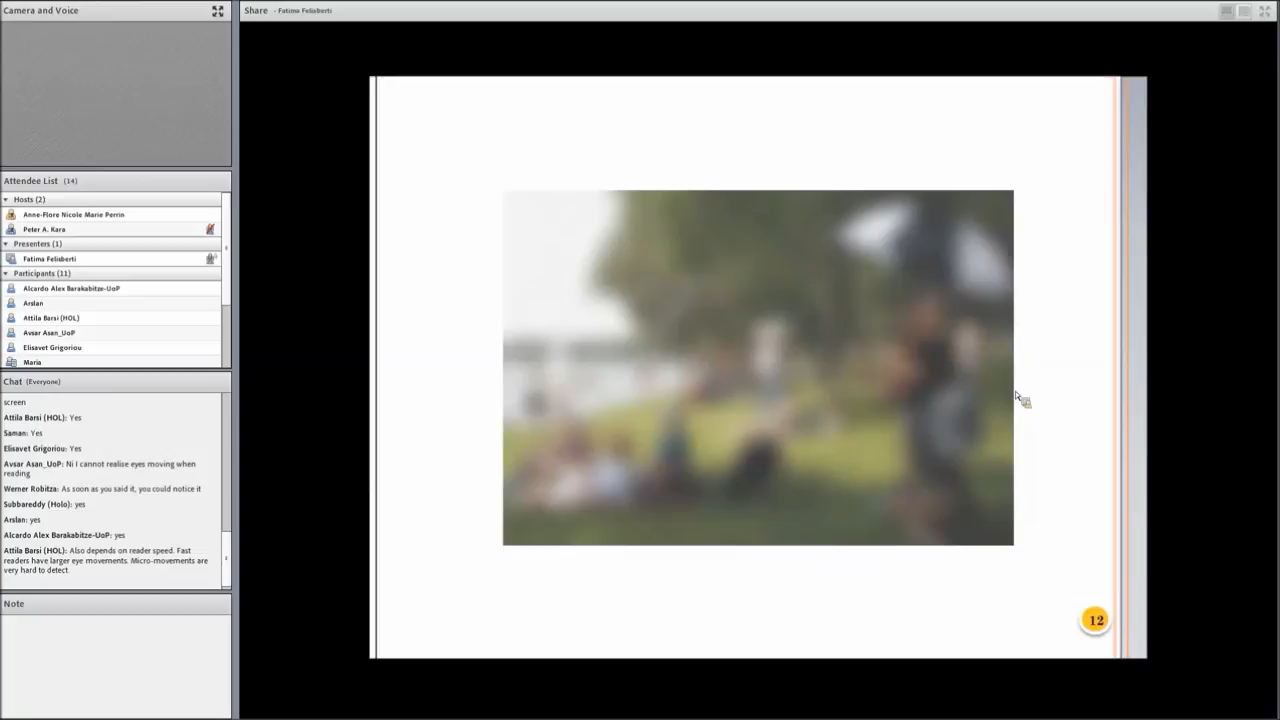 Camera and Voice
Share - Fatima Felisberti
Attendee List (14)
Hosts (2)
Anne-Flore Nicole Marie Perrin
Peter A. Kara
Presenters (1)
Fatima Felisberti
Participants (11)
Alcardo Alex Barakabitze-UoP
Arslan
Attila Barsi (HOL)
Avsar Asan_UoP
Elisavet Grigoriou
Maria
Chat (Everyone)
screen
Attila Barsi (HOL): Yes
Saman: Yes
Elisavet Grigoriou: Yes
Avsar Asan_UoP: Ni I cannot realise eyes moving when
reading
Werner Robitza: As soon as you said it, you could notice it
Subbareddy (Holo): yes
Arslan: yes
Alcardo Alex Barakabitze-UoP: yes
Attila Barsi (HOL): Also depends on reader speed. Fast
readers have larger eye movements. Micro-movements are
very hard to detect.
Note
12